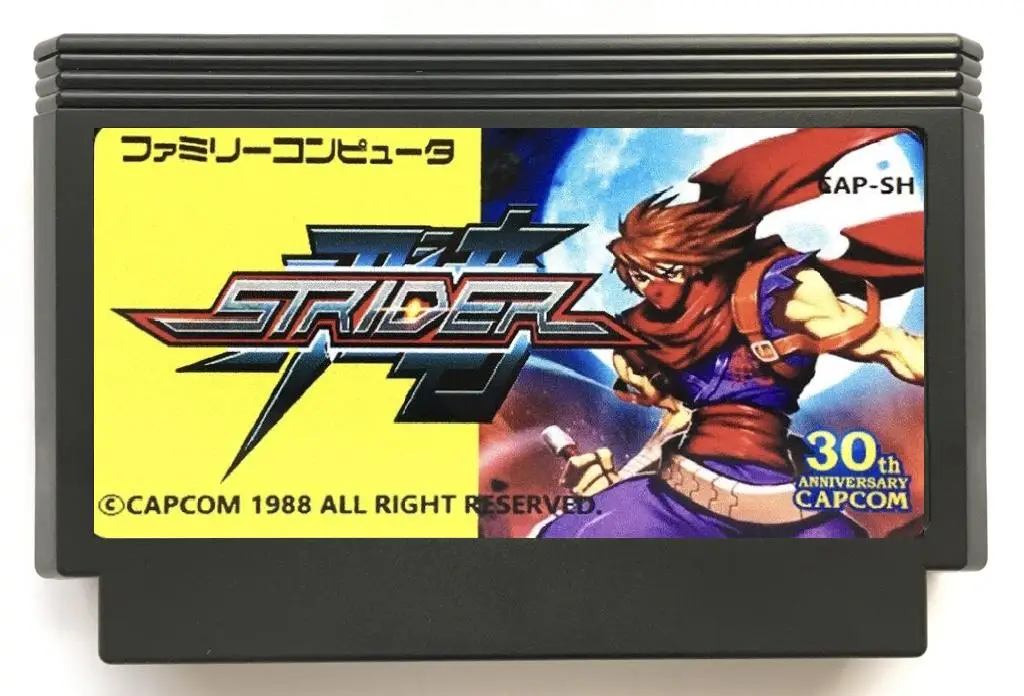 ファミリーコンピュータ
CAP-SH
STRIDER
30th
ANNIVERSARY
CAPCOM
©CAPCOM 1988 ALL RIGHT RESERVED.